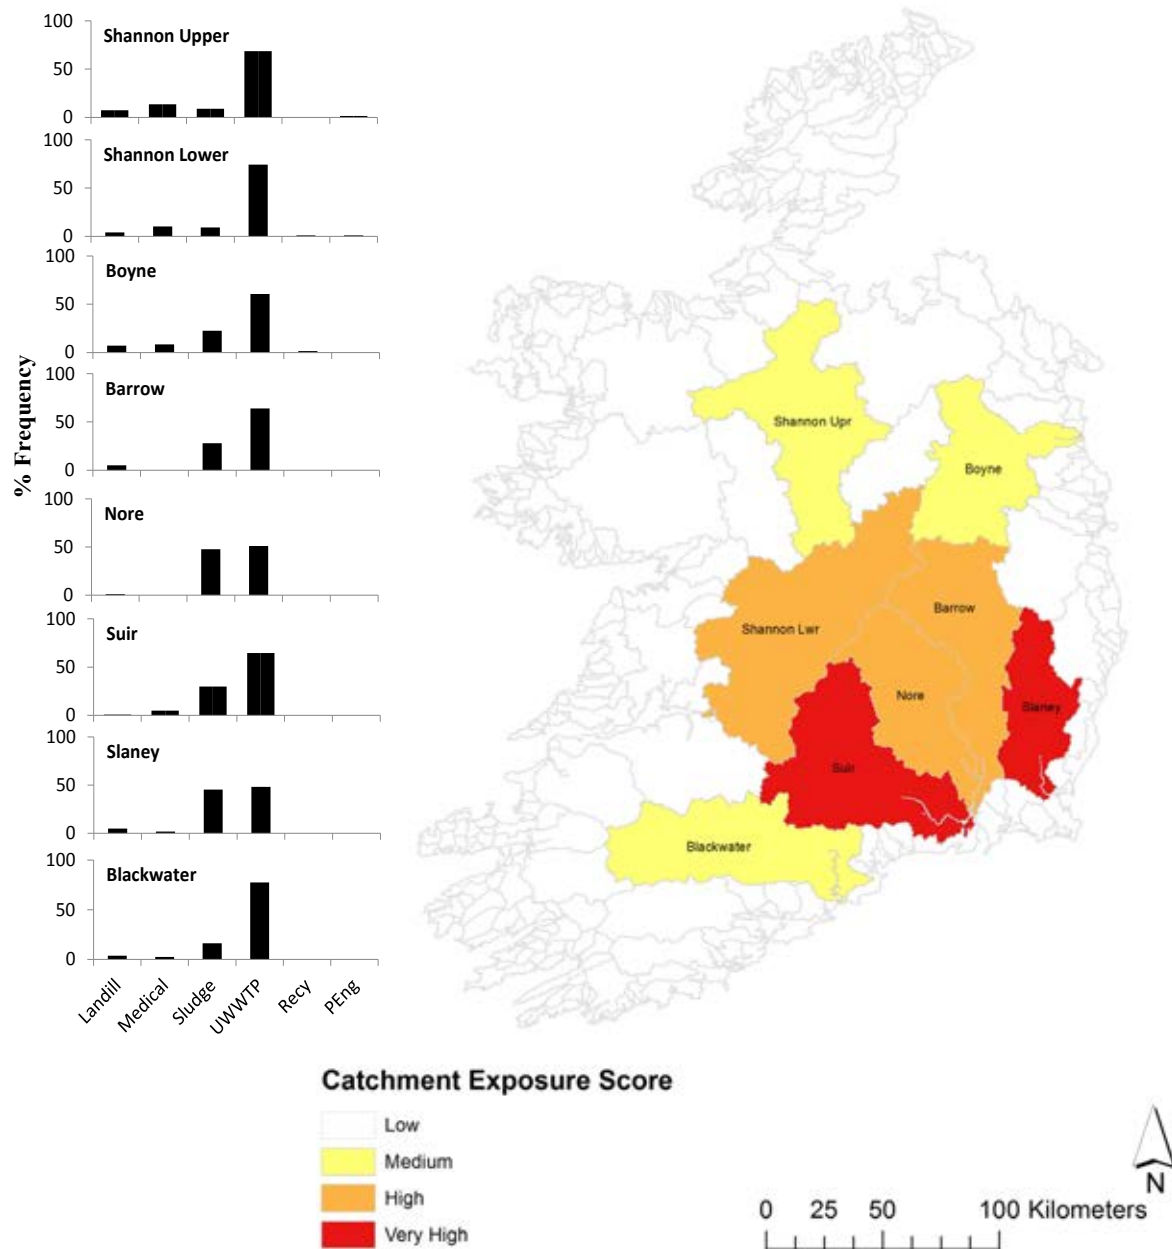 % Frequency
Shannon Upper
100
50
0
Shannon Lower
100
50
0
Boyne
100
50
0
Barrow
100
50
0
Nore
100
50
0
Suir
100
50
0
Slaney
100
50
0
Blackwater
100
50
0
Landill
Medical
Sludge
UWWTP
Recy
PEng
Shannon Upr
Boyne
Barrow
Shannon Lwr
Nore
Slaney
Suir
Blackwater
Catchment Exposure Score
Low
Medium
High
Very High
N
0 25 50 100 Kilometers